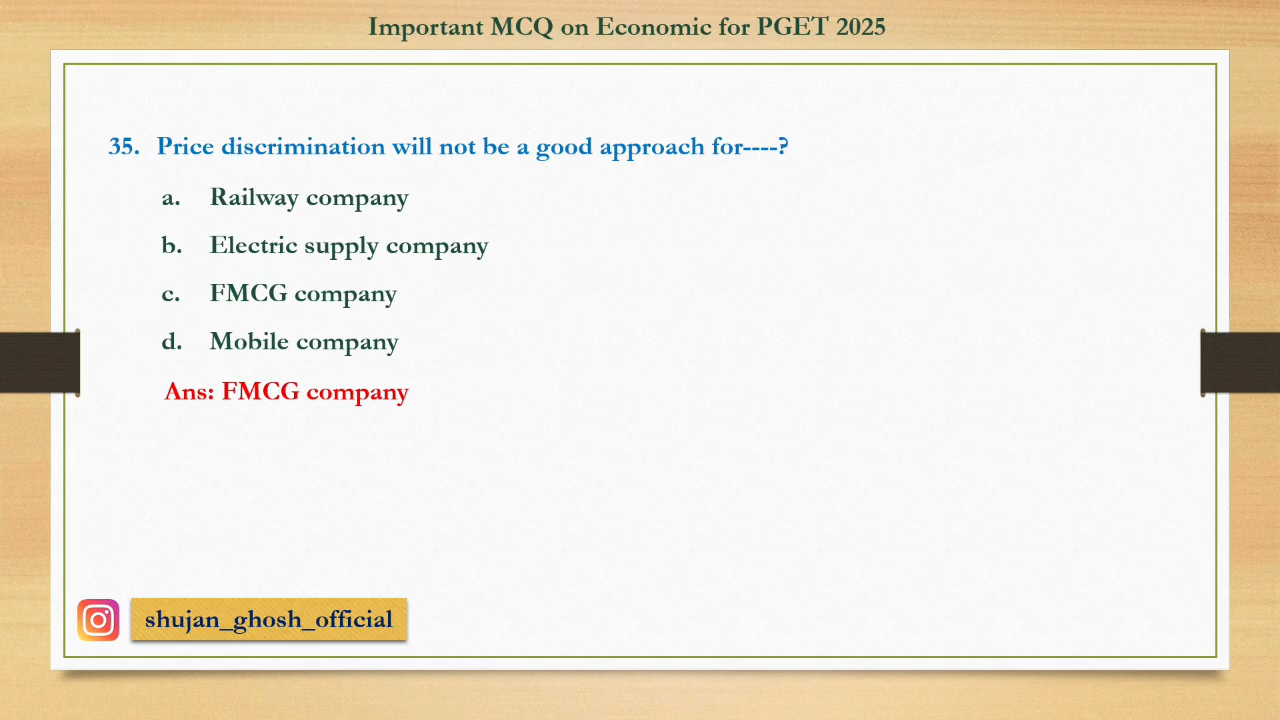 Important MCQ on Economic for PGET 2025
35. Price discrimination will not be a good approach for----?
a. Railway company
b. Electric supply company
c. FMCG company
d. Mobile company
Ans: FMCG company
shujan_ghosh_official